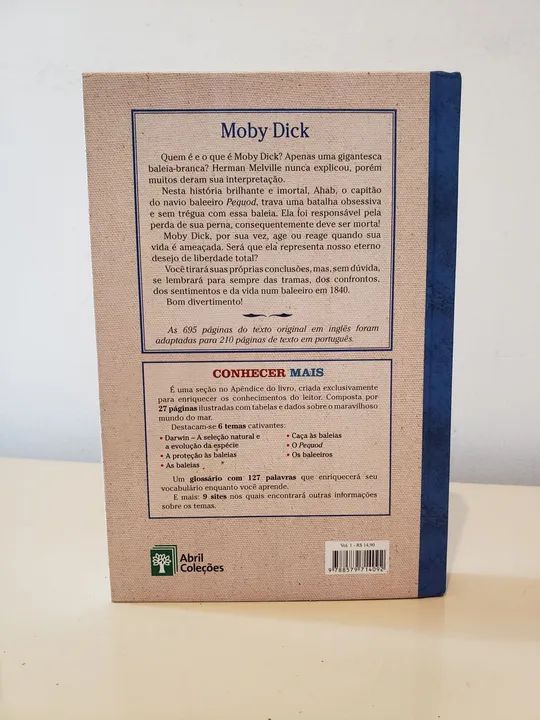 Moby Dick
Quem é e o que é Moby Dick? Apenas uma gigantesca
baleia-branca? Herman Melville nunca explicou, porém
muitos deram sua interpretação.
Nesta história brilhante e imortal, Ahab, o capitão
do navio baleeiro Pequod, trava uma batalha obsessiva
e sem trégua com essa baleia. Ela foi responsável pela
perda de sua perna, consequentemente deve ser morta!
Moby Dick, por sua vez, age ou reage quando sua
vida é ameaçada. Será que ela representa nosso eterno
desejo de liberdade total?
Você tirará suas próprias conclusões, mas, sem dúvida,
se lembrará para sempre das tramas, dos confrontos,
dos sentimentos e da vida num baleeiro em 1840.
Bom divertimento!
As 695 páginas do texto original em inglês foram
adaptadas para 210 páginas de texto em português.
CONHECER MAIS
É uma seção no Apêndice do livro, criada exclusivamente
para enriquecer os conhecimentos do leitor. Composta por
27 páginas ilustradas com tabelas e dados sobre o maravilhoso
mundo do mar.
Destacam-se 6 temas cativantes:
• Darwin – A seleção natural e
a evolução da espécie
• A proteção às baleias
• As baleias
• Caça às baleias
• O Pequod
• Os baleeiros
Um glossário com 127 palavras que enriquecerá seu
vocabulário enquanto você aprende.
E mais: 9 sites nos quais encontrará outras informações
sobre os temas.
Abril
Coleções
Vol. 1 - R$ 14,90
9 788579 714092